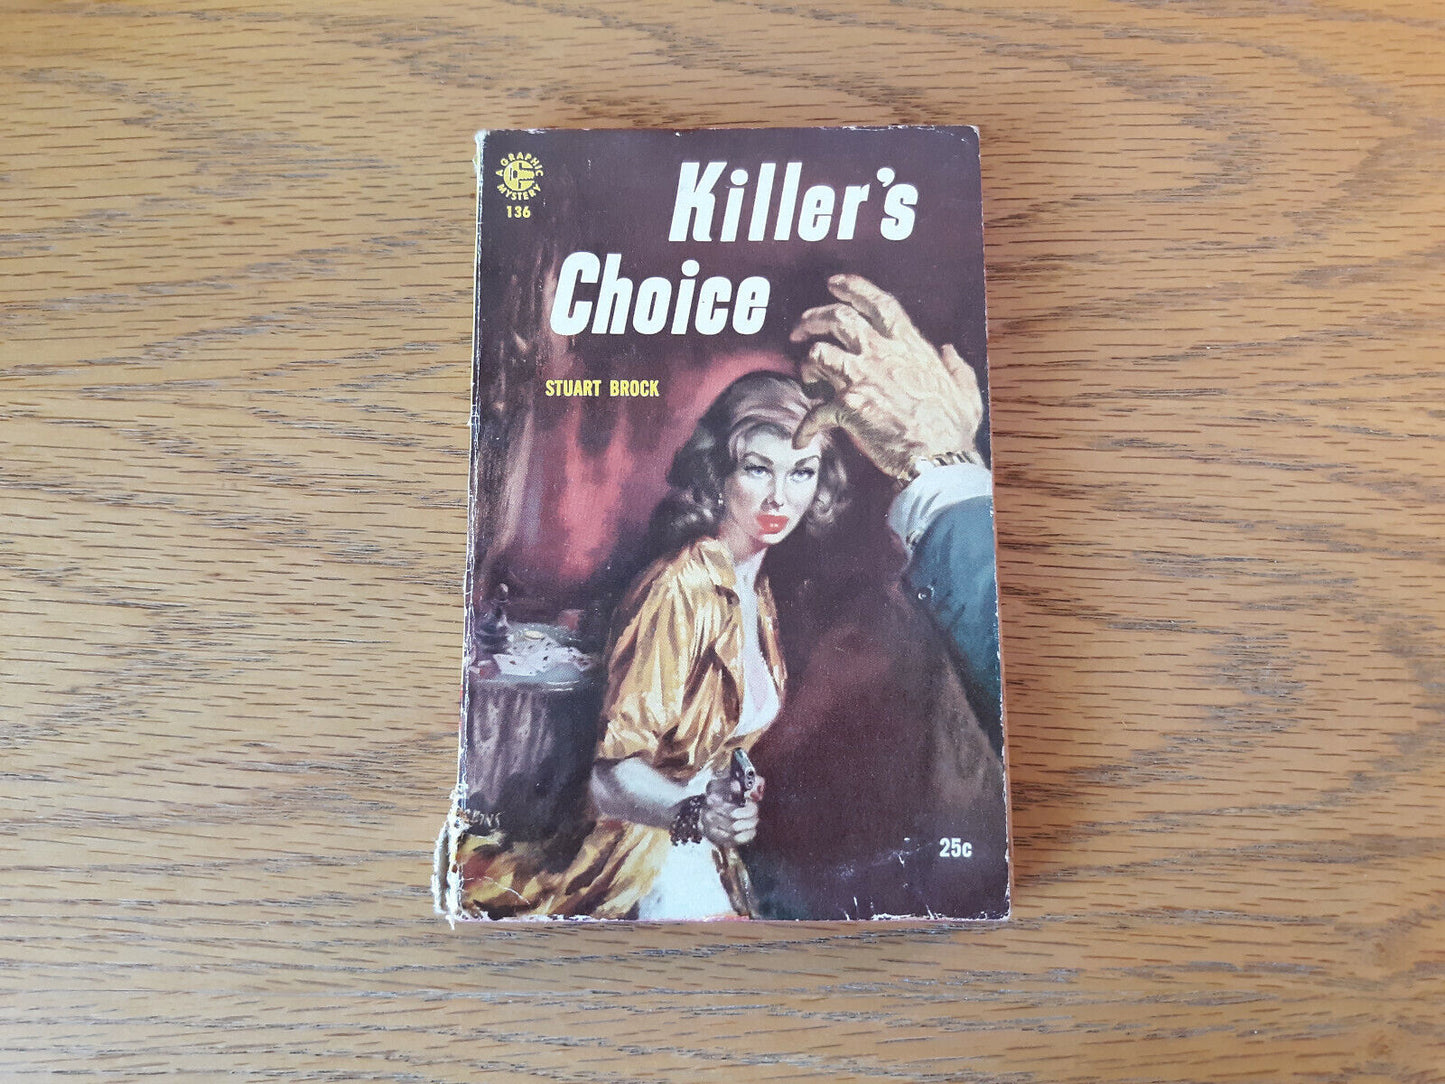 A GRAPHIC
MYSTERY
136
Killer's
Choice
STUART BROCK
25c